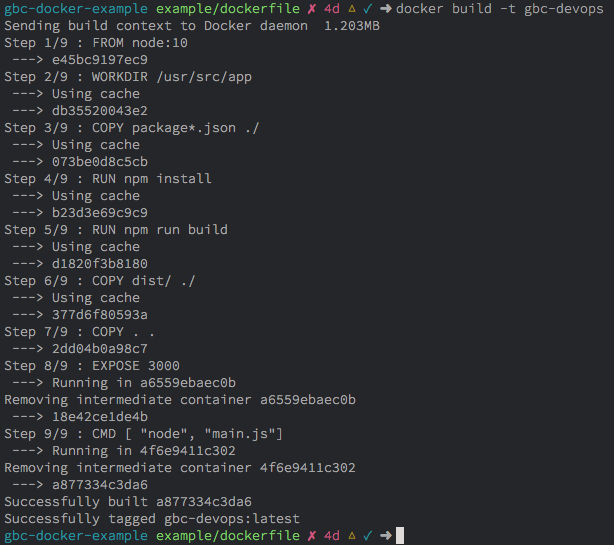 gbc-docker-example example/dockerfile ✗ 4d ▵ ✓ ➜ docker build -t gbc-devops
Sending build context to Docker daemon  1.203MB
Step 1/9 : FROM node:10
 ---> e45bc9197ec9
Step 2/9 : WORKDIR /usr/src/app
 ---> Using cache
 ---> db35520043e2
Step 3/9 : COPY package*.json ./
 ---> Using cache
 ---> 073be0d8c5cb
Step 4/9 : RUN npm install
 ---> Using cache
 ---> b23d3e69c9c9
Step 5/9 : RUN npm run build
 ---> Using cache
 ---> d1820f3b8180
Step 6/9 : COPY dist/ ./
 ---> Using cache
 ---> 377d6f80593a
Step 7/9 : COPY . .
 ---> 2dd04b0a98c7
Step 8/9 : EXPOSE 3000
 ---> Running in a6559ebaec0b
Removing intermediate container a6559ebaec0b
 ---> 18e42ce1de4b
Step 9/9 : CMD [ "node", "main.js"]
 ---> Running in 4f6e9411c302
Removing intermediate container 4f6e9411c302
 ---> a877334c3da6
Successfully built a877334c3da6
Successfully tagged gbc-devops:latest
gbc-docker-example example/dockerfile ✗ 4d ▵ ✓ ➜